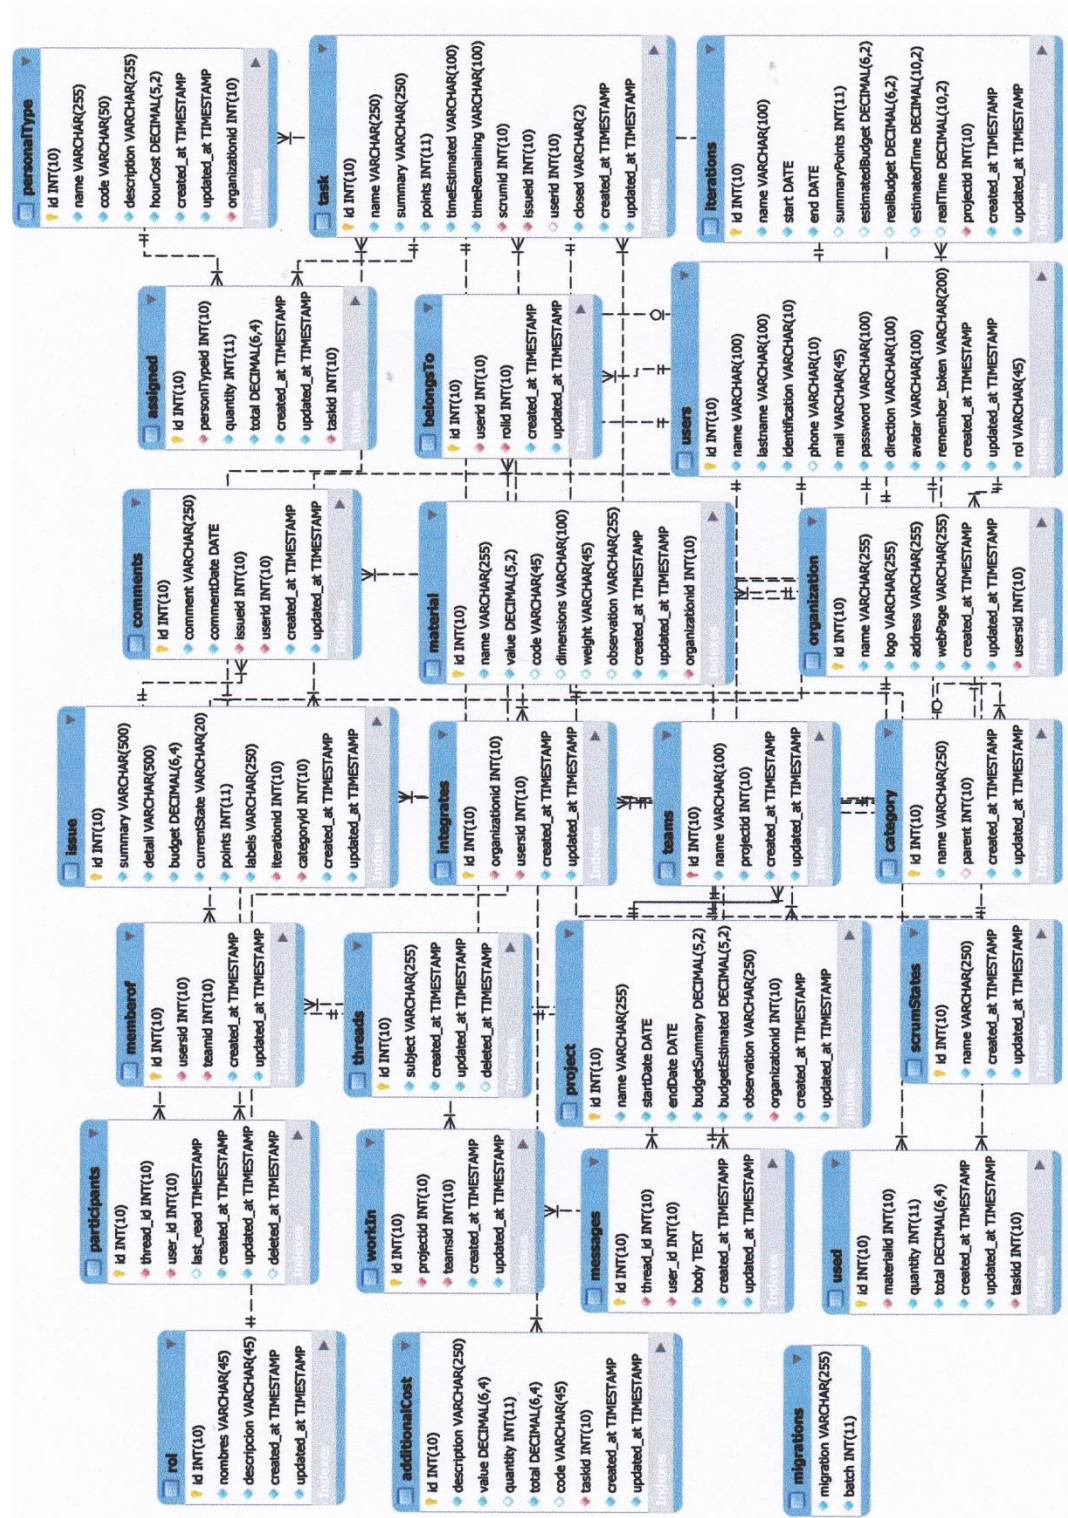 rol
id INT(10)
nombres VARCHAR(45)
descripcion VARCHAR(45)
created_at TIMESTAMP
updated_at TIMESTAMP
Indexes
participants
id INT(10)
thread_id INT(10)
user_id INT(10)
last_read TIMESTAMP
created_at TIMESTAMP
updated_at TIMESTAMP
deleted_at TIMESTAMP
Indexes
memberof
id INT(10)
usersid INT(10)
teamid INT(10)
created_at TIMESTAMP
updated_at TIMESTAMP
Indexes
issue
id INT(10)
summary VARCHAR(500)
detail VARCHAR(500)
budget DECIMAL(6,4)
currentState VARCHAR(20)
points INT(11)
labels VARCHAR(250)
iterationid INT(10)
categoryid INT(10)
created_at TIMESTAMP
updated_at TIMESTAMP
Indexes
comments
id INT(10)
comment VARCHAR(250)
commentDate DATE
issueid INT(10)
userid INT(10)
created_at TIMESTAMP
updated_at TIMESTAMP
Indexes
assigned
id INT(10)
personlTypeid INT(10)
quantity INT(11)
total DECIMAL(6,4)
created_at TIMESTAMP
updated_at TIMESTAMP
taskid INT(10)
Indexes
personalType
id INT(10)
name VARCHAR(255)
code VARCHAR(50)
description VARCHAR(255)
hourCost DECIMAL(5,2)
created_at TIMESTAMP
updated_at TIMESTAMP
organizationid INT(10)
Indexes
additionalCost
id INT(10)
description VARCHAR(250)
value DECIMAL(6,4)
quantity INT(11)
total DECIMAL(6,4)
code VARCHAR(45)
taskid INT(10)
created_at TIMESTAMP
updated_at TIMESTAMP
Indexes
workIn
id INT(10)
projectid INT(10)
teamsid INT(10)
created_at TIMESTAMP
updated_at TIMESTAMP
Indexes
threads
id INT(10)
subject VARCHAR(255)
created_at TIMESTAMP
updated_at TIMESTAMP
deleted_at TIMESTAMP
Indexes
integrates
id INT(10)
organizationid INT(10)
usersid INT(10)
created_at TIMESTAMP
updated_at TIMESTAMP
Indexes
material
id INT(10)
name VARCHAR(255)
value DECIMAL(5,2)
code VARCHAR(45)
dimensions VARCHAR(100)
weight VARCHAR(45)
observation VARCHAR(255)
created_at TIMESTAMP
updated_at TIMESTAMP
organizationid INT(10)
Indexes
belongsTo
id INT(10)
userid INT(10)
rolid INT(10)
created_at TIMESTAMP
updated_at TIMESTAMP
Indexes
task
id INT(10)
name VARCHAR(250)
summary VARCHAR(250)
points INT(11)
timeEstimated VARCHAR(100)
timeRemaining VARCHAR(100)
scrumid INT(10)
issueid INT(10)
userid INT(10)
closed VARCHAR(2)
created_at TIMESTAMP
updated_at TIMESTAMP
Indexes
migrations
migration VARCHAR(255)
batch INT(11)
messages
id INT(10)
thread_id INT(10)
user_id INT(10)
body TEXT
created_at TIMESTAMP
updated_at TIMESTAMP
Indexes
project
id INT(10)
name VARCHAR(255)
startDate DATE
endDate DATE
budgetSummary DECIMAL(5,2)
budgetEstimated DECIMAL(5,2)
observation VARCHAR(250)
organizationid INT(10)
created_at TIMESTAMP
updated_at TIMESTAMP
Indexes
teams
id INT(10)
name VARCHAR(100)
projectid INT(10)
created_at TIMESTAMP
updated_at TIMESTAMP
Indexes
users
id INT(10)
name VARCHAR(100)
lastname VARCHAR(100)
identification VARCHAR(10)
phone VARCHAR(10)
mail VARCHAR(45)
password VARCHAR(100)
direction VARCHAR(100)
avatar VARCHAR(100)
remember_token VARCHAR(200)
created_at TIMESTAMP
updated_at TIMESTAMP
rol VARCHAR(45)
Indexes
iterations
id INT(10)
name VARCHAR(100)
start DATE
end DATE
summaryPoints INT(11)
estimatedBudget DECIMAL(6,2)
realBudget DECIMAL(6,2)
estimatedTime DECIMAL(10,2)
realTime DECIMAL(10,2)
projectid INT(10)
created_at TIMESTAMP
updated_at TIMESTAMP
Indexes
used
id INT(10)
materialid INT(10)
quantity INT(11)
total DECIMAL(6,4)
created_at TIMESTAMP
updated_at TIMESTAMP
taskid INT(10)
Indexes
scrumStates
id INT(10)
name VARCHAR(250)
created_at TIMESTAMP
updated_at TIMESTAMP
Indexes
category
id INT(10)
name VARCHAR(250)
parent INT(10)
created_at TIMESTAMP
updated_at TIMESTAMP
Indexes
organization
id INT(10)
name VARCHAR(255)
logo VARCHAR(255)
address VARCHAR(255)
webPage VARCHAR(255)
created_at TIMESTAMP
updated_at TIMESTAMP
usersid INT(10)
Indexes